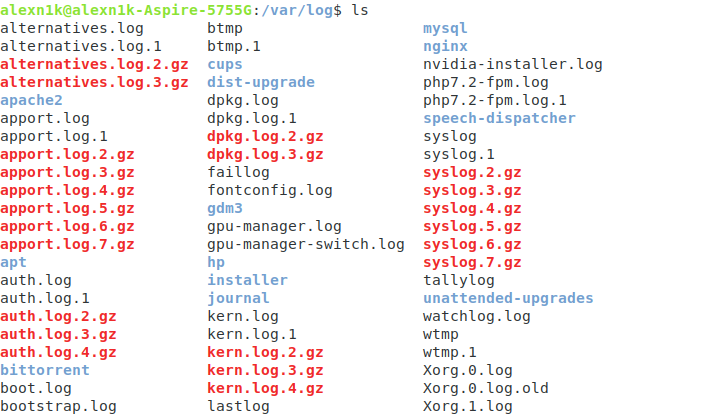 alexn1k@alexn1k-Aspire-5755G:/var/log$ ls
alternatives.log btmp mysql
alternatives.log.1 btmp.1 nginx
alternatives.log.2.gz cups nvidia-installer.log
alternatives.log.3.gz dist-upgrade php7.2-fpm.log
apache2 dpkg.log php7.2-fpm.log.1
apport.log dpkg.log.1 speech-dispatcher
apport.log.1 dpkg.log.2.gz syslog
apport.log.2.gz dpkg.log.3.gz syslog.1
apport.log.3.gz faillog syslog.2.gz
apport.log.4.gz fontconfig.log syslog.3.gz
apport.log.5.gz gdm3 syslog.4.gz
apport.log.6.gz gpu-manager.log syslog.5.gz
apport.log.7.gz gpu-manager-switch.log syslog.6.gz
apt hp syslog.7.gz
auth.log installer tallylog
auth.log.1 journal unattended-upgrades
auth.log.2.gz kern.log watchlog.log
auth.log.3.gz kern.log.1 wtmp
auth.log.4.gz kern.log.2.gz wtmp.1
bittorrent kern.log.3.gz Xorg.0.log
boot.log kern.log.4.gz Xorg.0.log.old
bootstrap.log lastlog Xorg.1.log